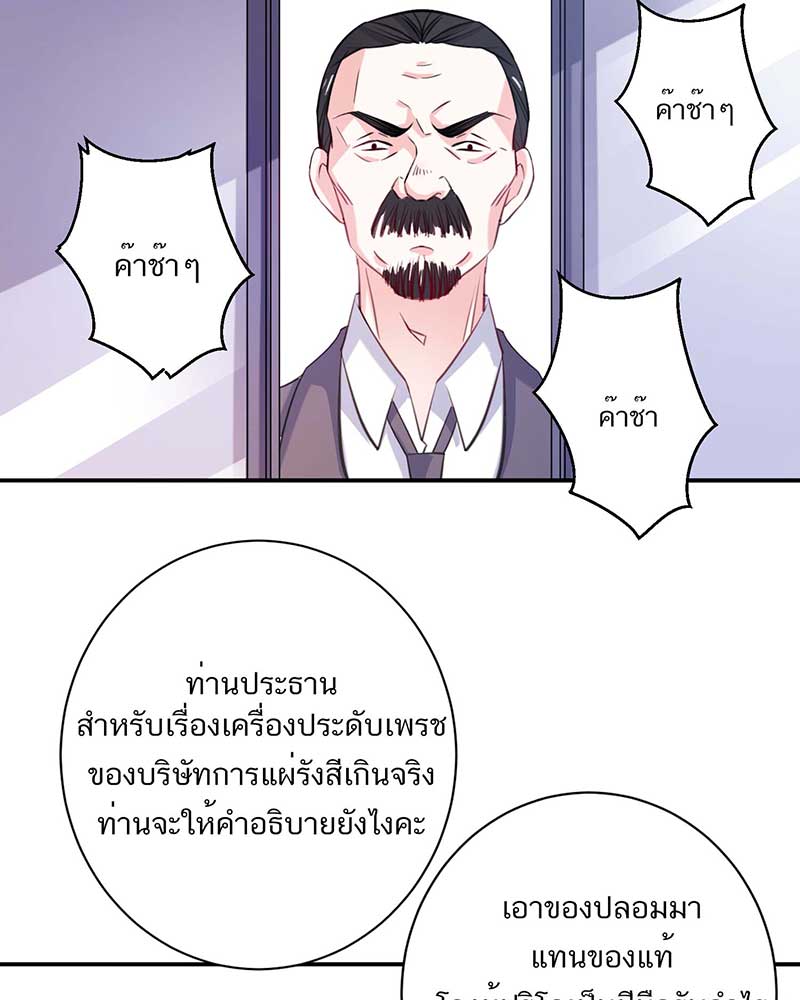 ค๊าช๊าๆ
ค๊าช๊าๆ
ค๊าช๊า
ท่านประธาน
สำหรับเรื่องเครื่องประดับเพรช
ของบริษัทการแผ่รังสีเกินจริง
ท่านจะให้คำอธิบายยังไงคะ
เอาของปลอมมา
แทนของแท้